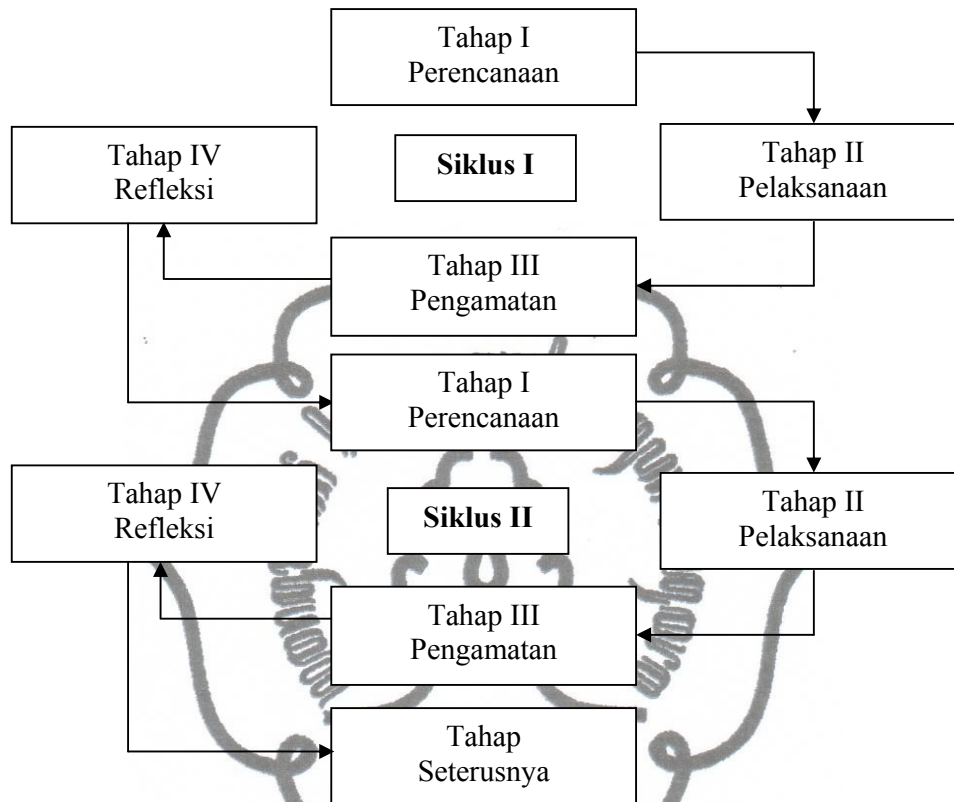 Tahap I
Perencanaan
Tahap IV
Refleksi
Siklus I
Tahap II
Pelaksanaan
Tahap III
Pengamatan
Tahap I
Perencanaan
Tahap IV
Refleksi
Siklus II
Tahap II
Pelaksanaan
Tahap III
Pengamatan
Tahap
Seterusnya